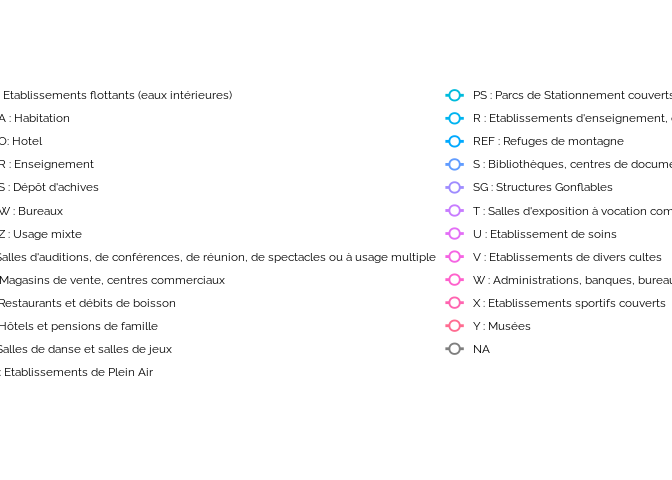 Etablissements flottants (eaux intérieures)
A : Habitation
O: Hotel
R : Enseignement
S : Dépôt d'achives
W : Bureaux
Z : Usage mixte
Salles d'auditions, de conférences, de réunion, de spectacles ou à usage multiple
Magasins de vente, centres commerciaux
Restaurants et débits de boisson
Hôtels et pensions de famille
Salles de danse et salles de jeux
: Etablissements de Plein Air
PS : Parcs de Stationnement couverts
R : Etablissements d'enseignement,
REF : Refuges de montagne
S : Bibliothèques, centres de docume
SG : Structures Gonflables
T : Salles d'exposition à vocation com
U : Etablissement de soins
V : Etablissements de divers cultes
W : Administrations, banques, bureau
X : Etablissements sportifs couverts
Y : Musées
NA